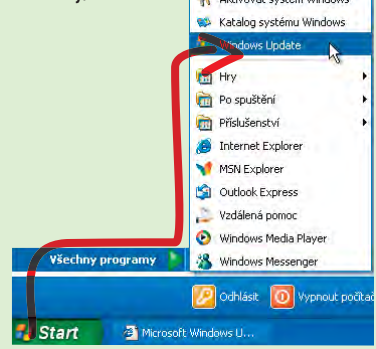 Aktivovat systém Windows
Katalog systému Windows
Windows Update
Hry
Po spuštění
Příslušenství
Internet Explorer
MSN Explorer
Outlook Express
Vzdálená pomoc
Windows Media Player
Všechny programy
Windows Messenger
Odhlásit
Vypnout počítač
Start
Microsoft Windows U...